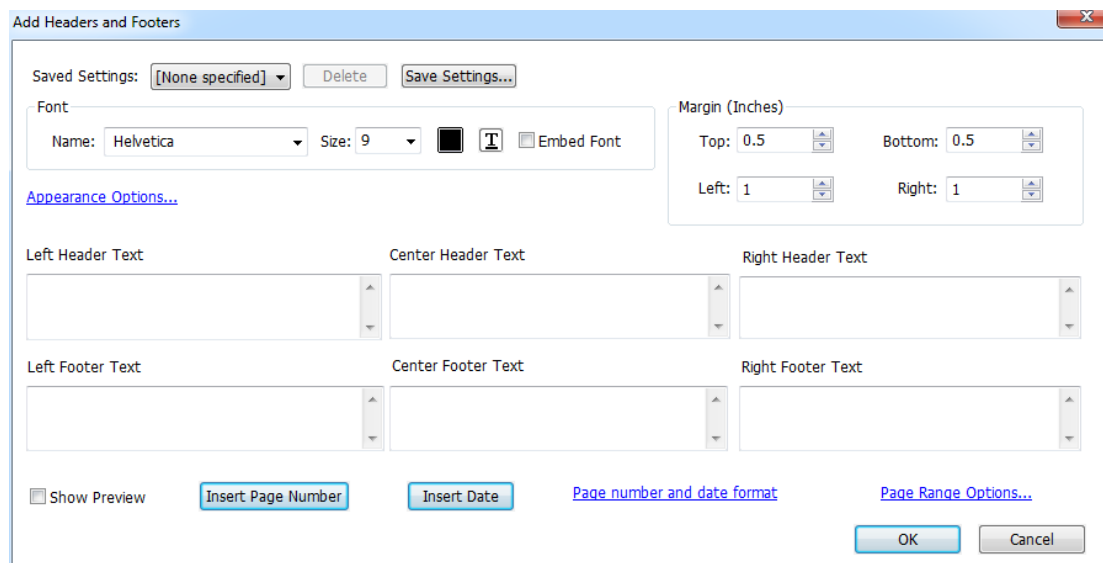 Add Headers and Footers
Saved Settings: [None specified] Delete Save Settings...
Font
Name: Helvetica Size: 9 T Embed Font
Margin (Inches)
Top: 0.5 Bottom: 0.5
Left: 1 Right: 1
Appearance Options...
Left Header Text Center Header Text Right Header Text
Left Footer Text Center Footer Text Right Footer Text
Show Preview Insert Page Number Insert Date Page number and date format Page Range Options...
OK Cancel